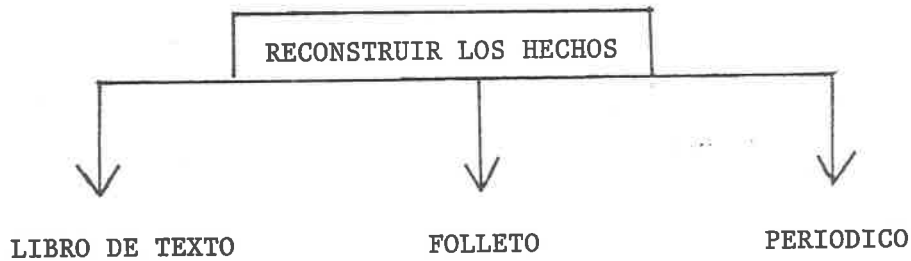 RECONSTRUIR LOS HECHOS
LIBRO DE TEXTO FOLLETO PERIODICO